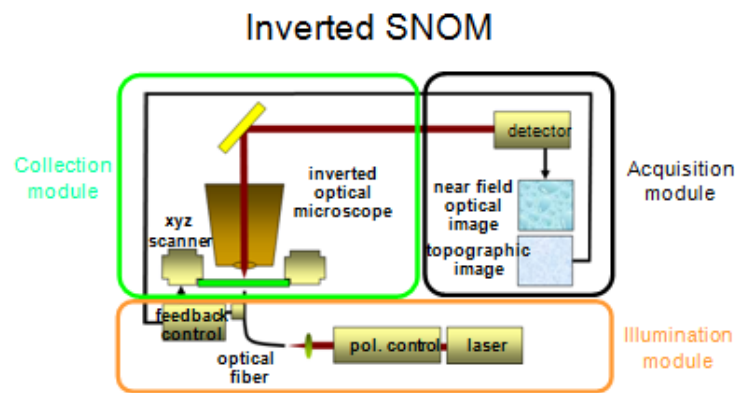 Inverted SNOM
Collection
module
xyz
scanner
inverted
optical
microscope
detector
near field
optical
image
topographic
image
Acquisition
module
feedback
control
optical
fiber
pol. control
laser
Illumination
module